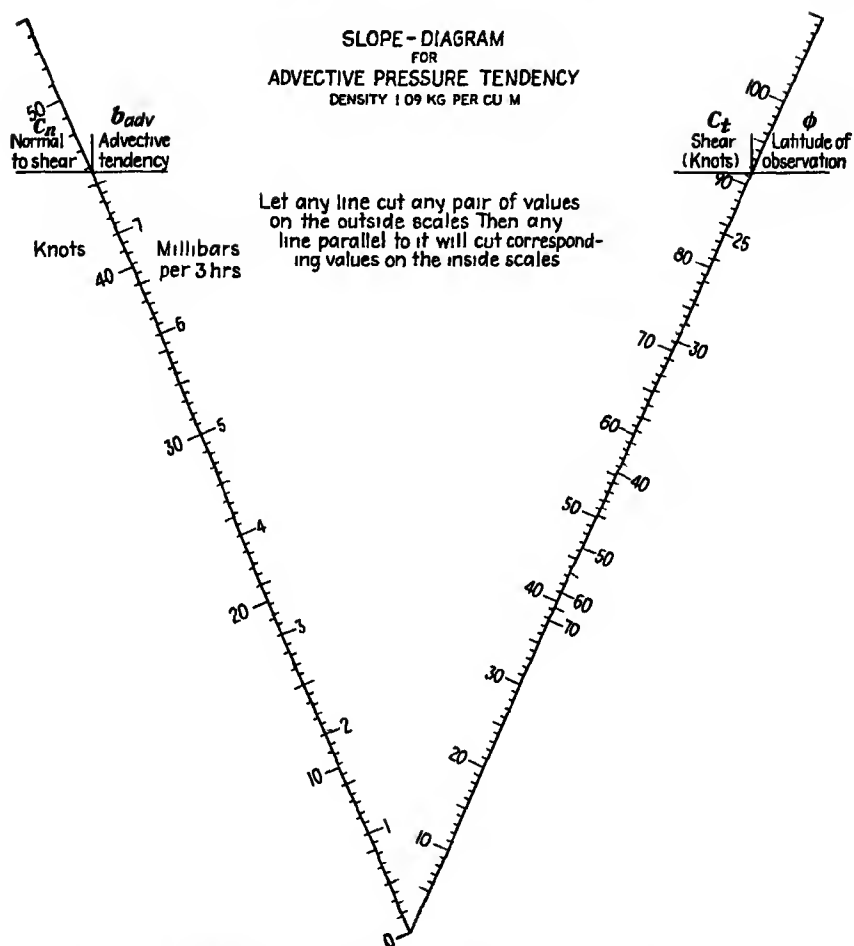 SLOPE-DIAGRAM
FOR
ADVECTIVE PRESSURE TENDENCY
DENSITY 1 09 KG PER CU M
Cn
Normal
to shear
badv
Advective
tendency
Ct
Shear
(Knots)
ϕ
Latitude of
observation
Knots
Millibars
per 3 hrs
Let any line cut any pair of values
on the outside scales Then any
line parallel to it will cut correspond-
ing values on the inside scales
50
40
30
20
10
0
7
6
5
4
3
2
1
100
90
80
70
60
50
40
30
20
10
25
30
40
50
60
70